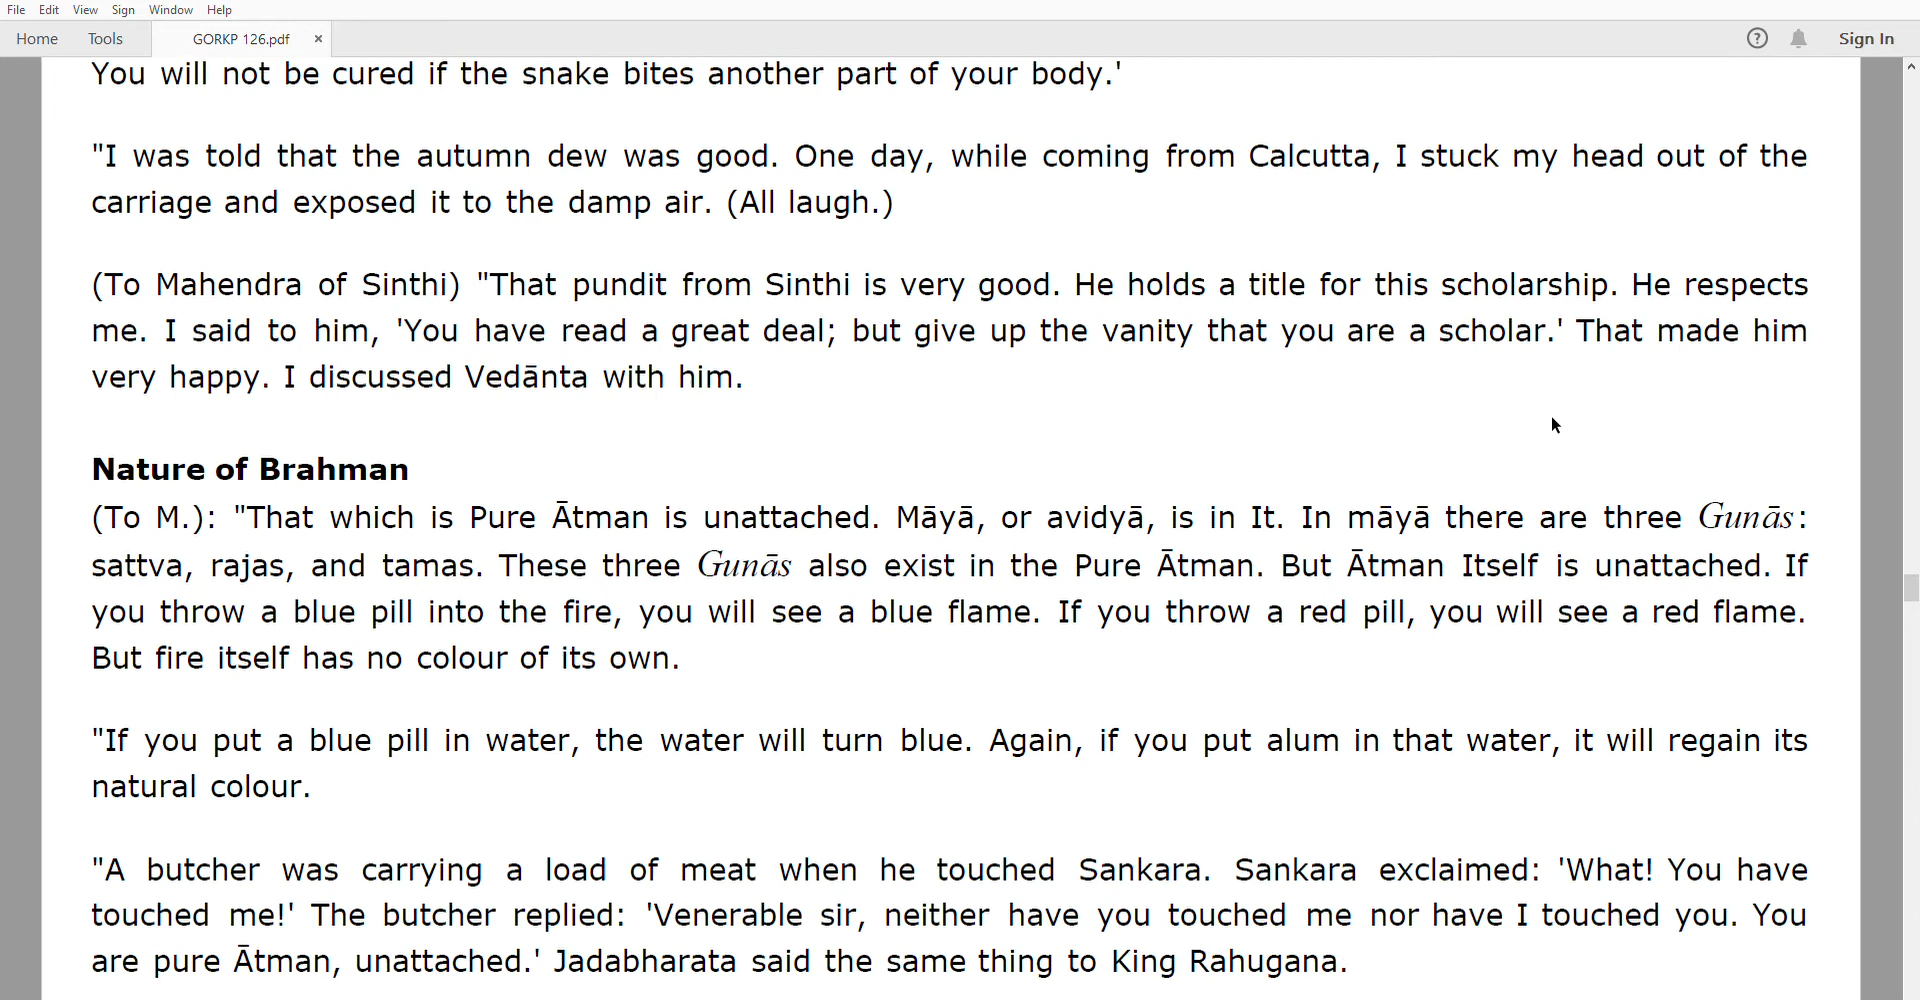 File Edit View Sign Window Help
Home Tools GORKP 126.pdf × ? Sign In
You will not be cured if the snake bites another part of your body.'
"I was told that the autumn dew was good. One day, while coming from Calcutta, I stuck my head out of the
carriage and exposed it to the damp air. (All laugh.)
(To Mahendra of Sinthi) "That pundit from Sinthi is very good. He holds a title for this scholarship. He respects
me. I said to him, 'You have read a great deal; but give up the vanity that you are a scholar.' That made him
very happy. I discussed Vedānta with him.
Nature of Brahman
(To M.): "That which is Pure Ātman is unattached. Māyā, or avidyā, is in It. In māyā there are three Gunās:
sattva, rajas, and tamas. These three Gunās also exist in the Pure Ātman. But Ātman Itself is unattached. If
you throw a blue pill into the fire, you will see a blue flame. If you throw a red pill, you will see a red flame.
But fire itself has no colour of its own.
"If you put a blue pill in water, the water will turn blue. Again, if you put alum in that water, it will regain its
natural colour.
"A butcher was carrying a load of meat when he touched Sankara. Sankara exclaimed: 'What! You have
touched me!' The butcher replied: 'Venerable sir, neither have you touched me nor have I touched you. You
are pure Ātman, unattached.' Jadabharata said the same thing to King Rahugana.